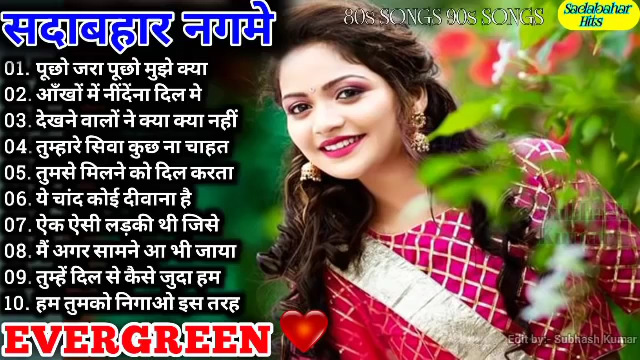 सदाबहार नगमे
80s SONGS 90s SONGS
Sadabahar
Hits
01. पूछो जरा पूछो मुझे क्या
02. आँखों में नींदेंना दिल मे
03. देखने वालों ने क्या क्या नहीं
04. तुम्हारे सिवा कुछ ना चाहत
05. तुमसे मिलने को दिल करता
06. ये चांद कोई दीवाना है
07. ऐक ऐसी लड़की थी जिसे
08. मैं अगर सामने आ भी जाया
09. तुम्हें दिल से कैसे जुदा हम
10. हम तुमको निगाओ इस तरह
EVERGREEN
Edit by:- Subhash Kumar